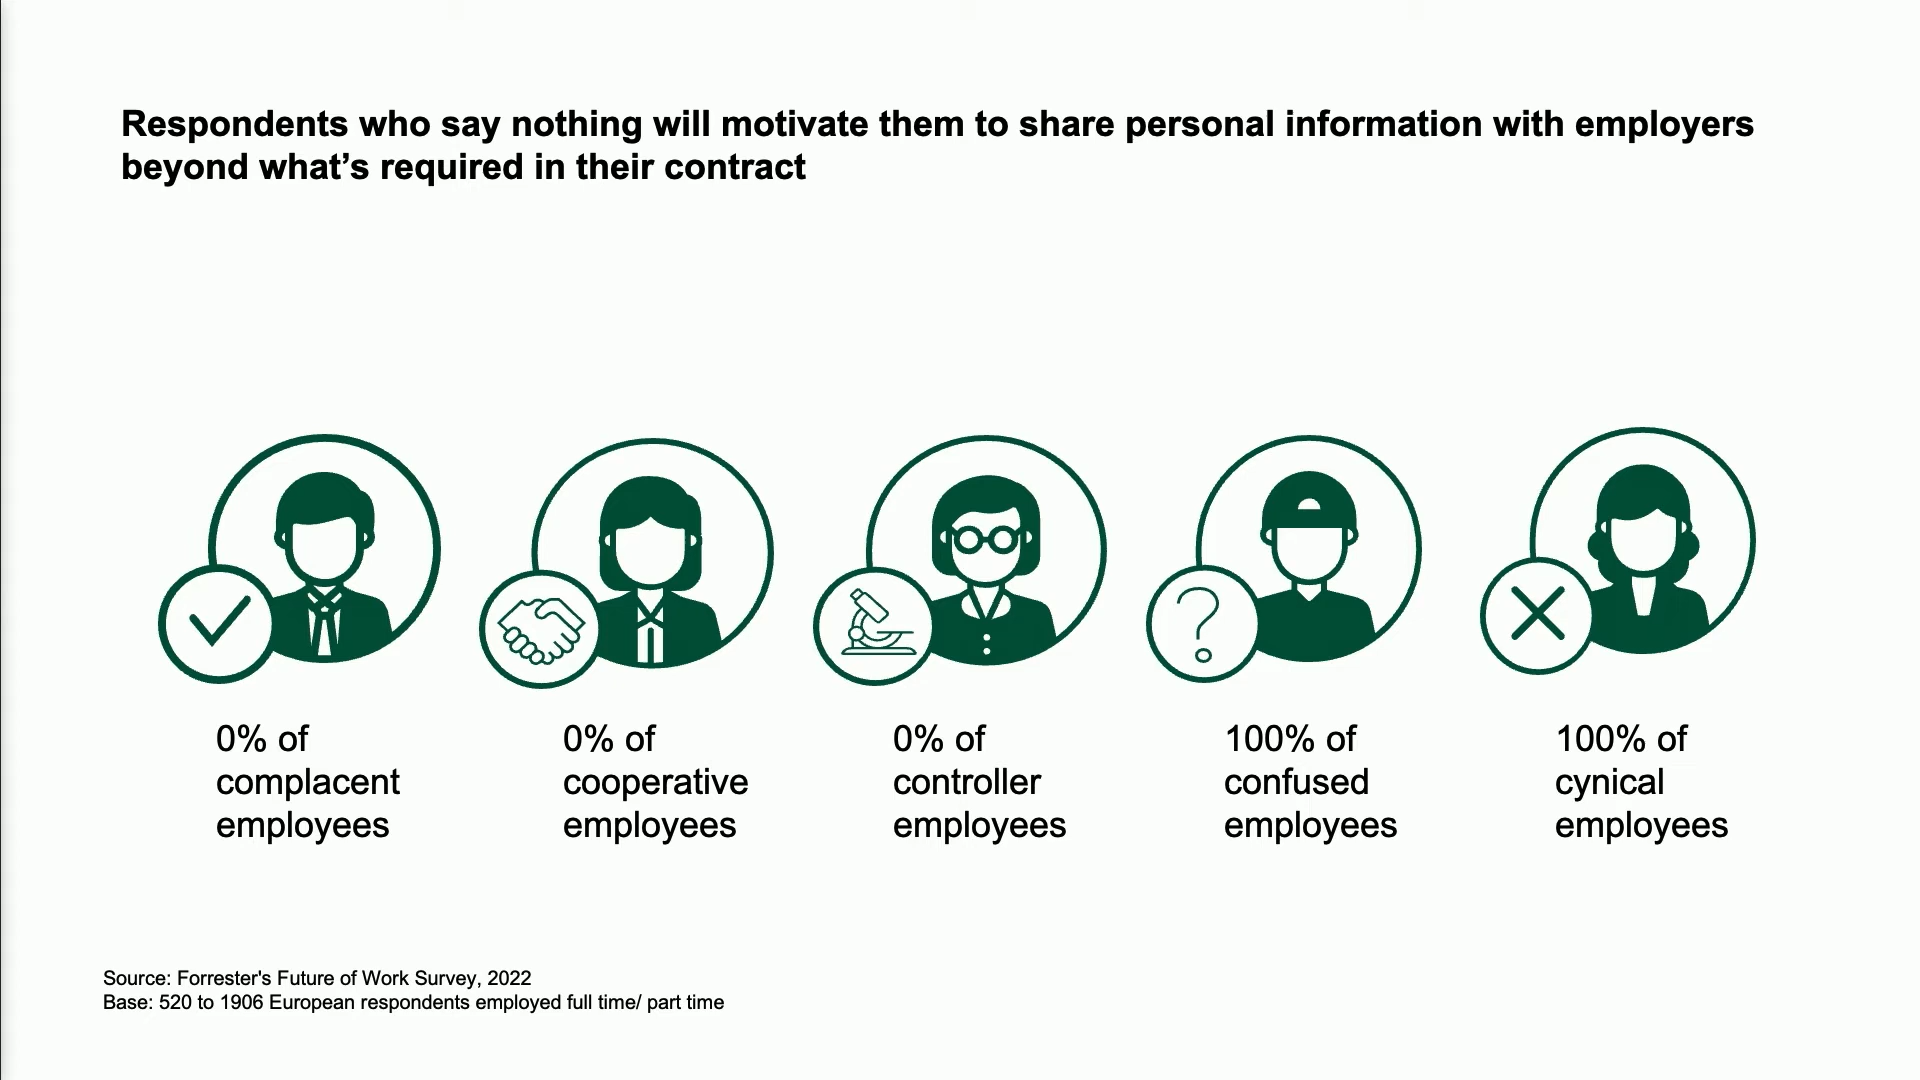 Respondents who say nothing will motivate them to share personal information with employers
beyond what’s required in their contract
0% of
complacent
employees
0% of
cooperative
employees
0% of
controller
employees
100% of
confused
employees
100% of
cynical
employees
Source: Forrester's Future of Work Survey, 2022
Base: 520 to 1906 European respondents employed full time/ part time